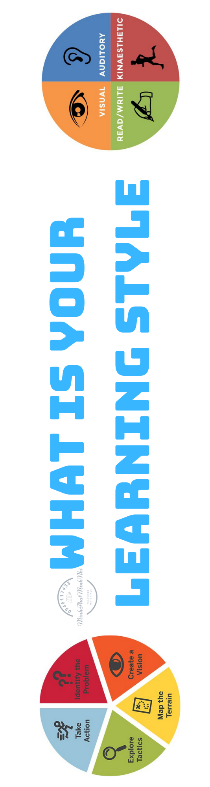 Identify the
Problem
Create a
Vision
Map the
Terrain
Explore
Tactics
Take
Action
WHAT IS YOUR
LEARNING STYLE
VISUAL
AUDITORY
READ/WRITE
KINAESTHETIC